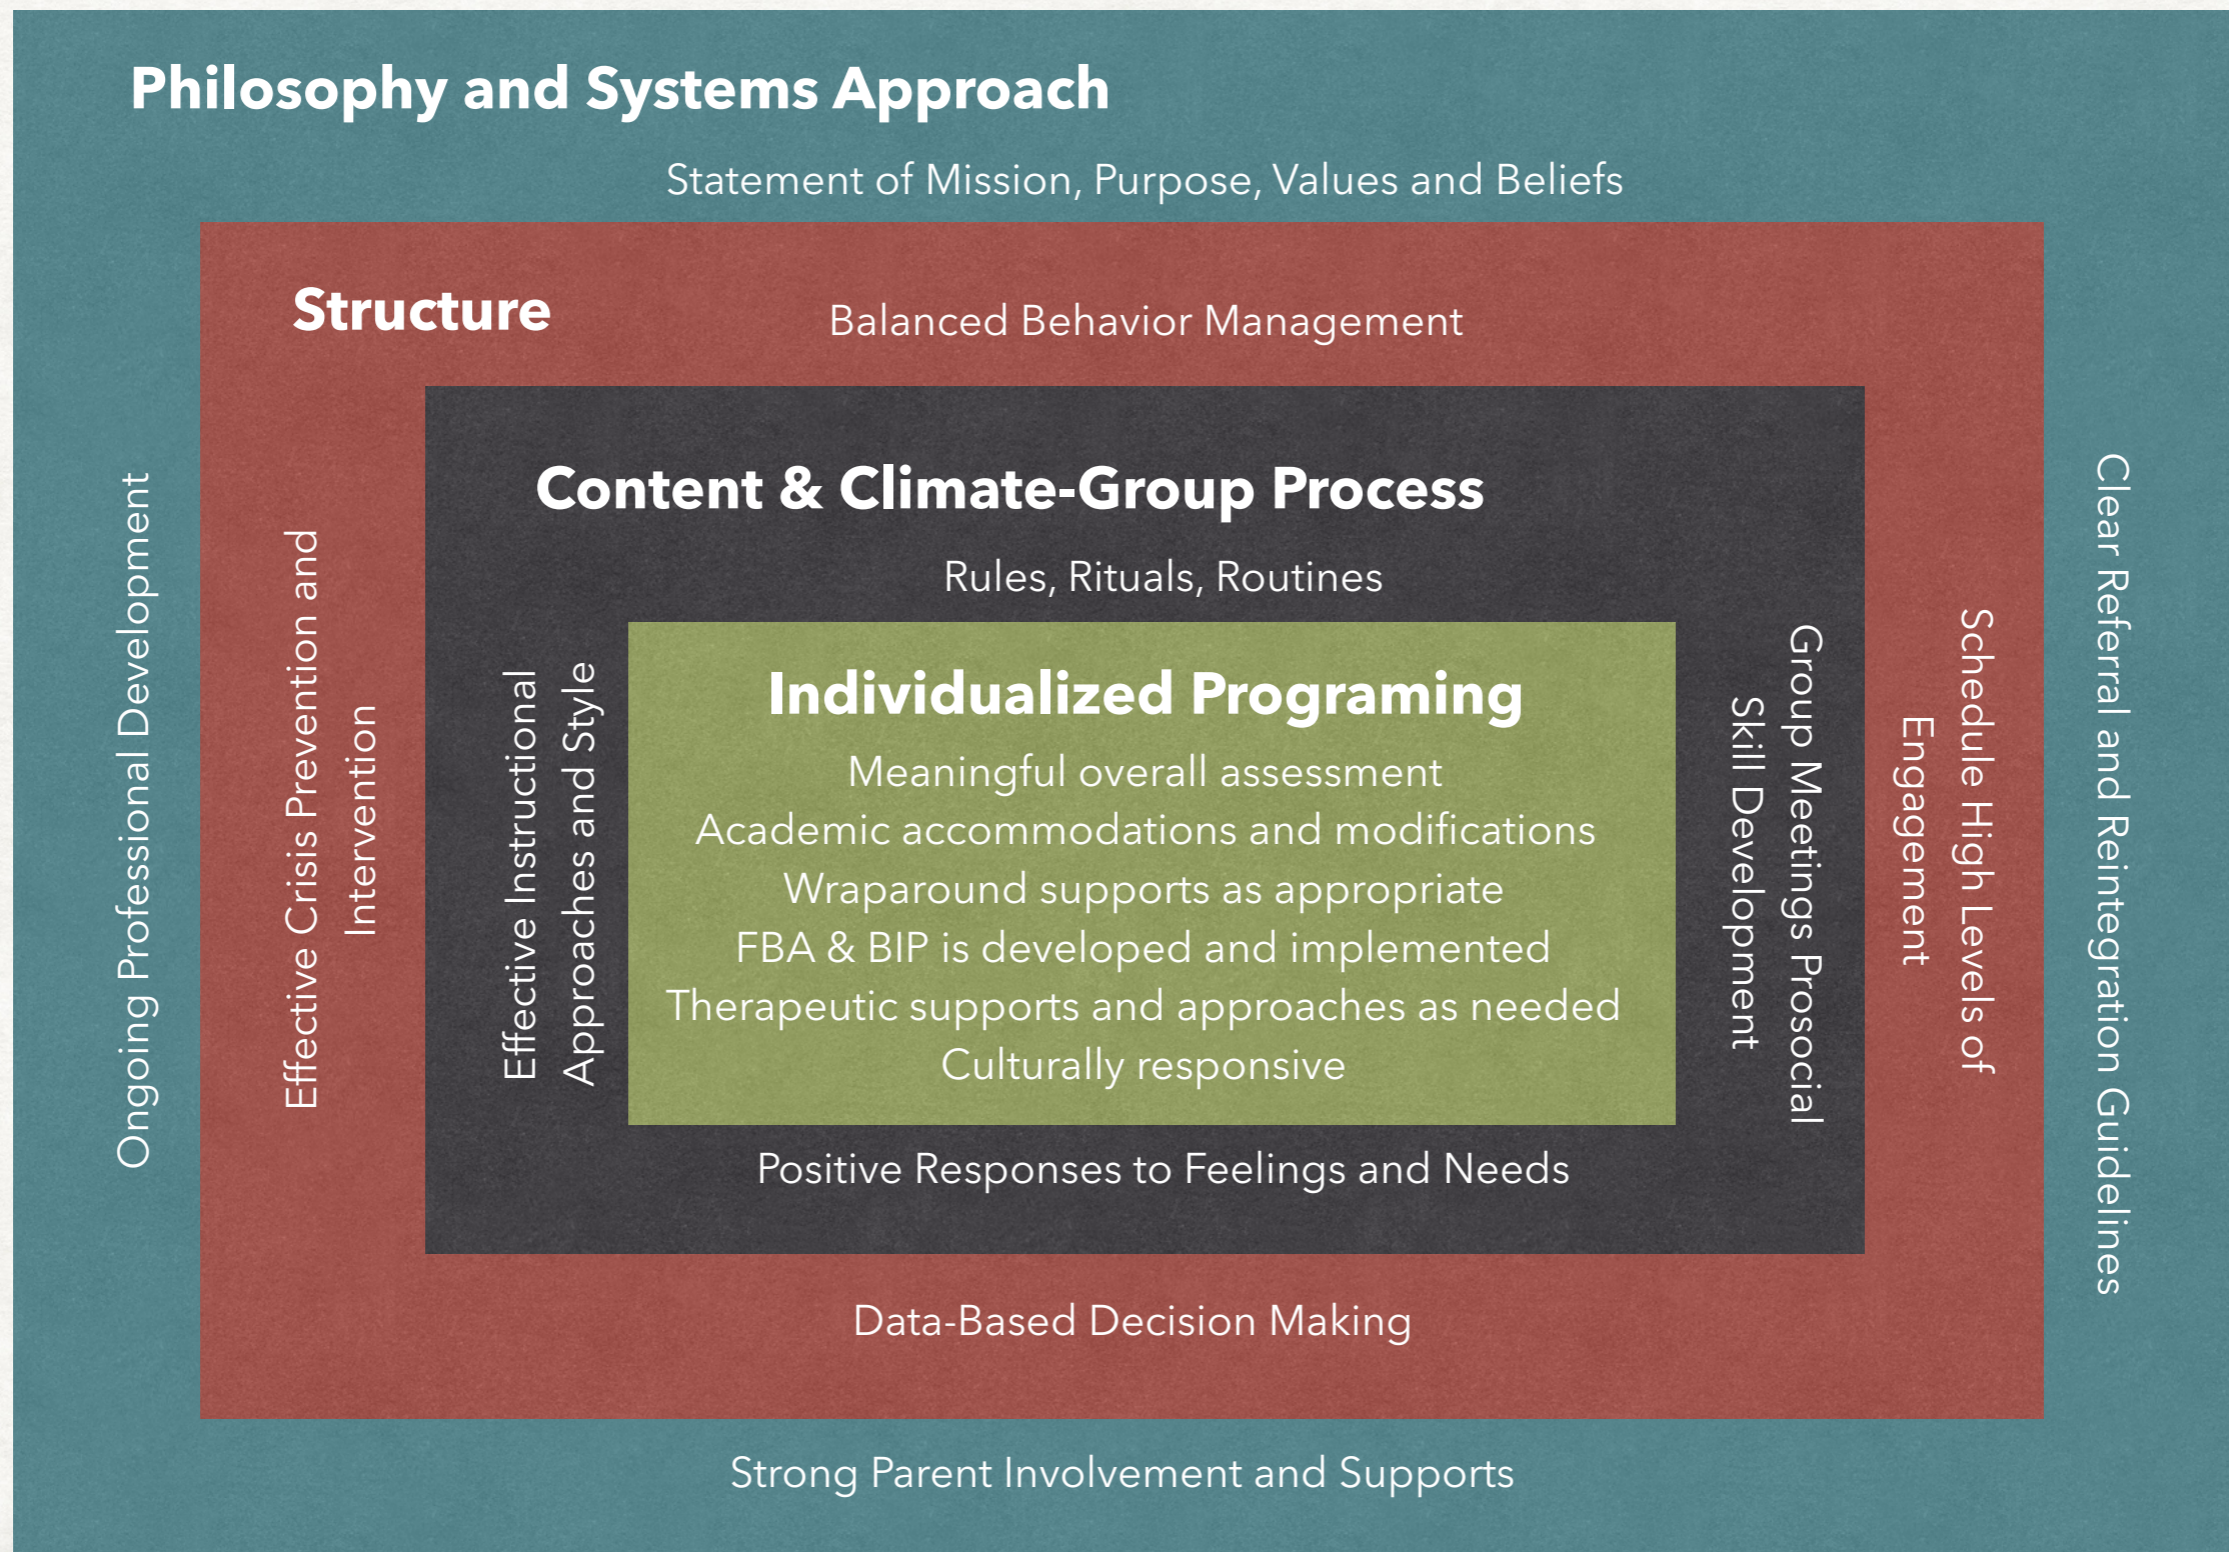 Philosophy and Systems Approach
Statement of Mission, Purpose, Values and Beliefs
Ongoing Professional Development
Clear Referral and Reintegration Guidelines
Strong Parent Involvement and Supports
Structure
Balanced Behavior Management
Effective Crisis Prevention and
Intervention
Schedule High Levels of
Engagement
Data-Based Decision Making
Content & Climate-Group Process
Rules, Rituals, Routines
Effective Instructional
Approaches and Style
Group Meetings Prosocial
Skill Development
Positive Responses to Feelings and Needs
Individualized Programing
Meaningful overall assessment
Academic accommodations and modifications
Wraparound supports as appropriate
FBA & BIP is developed and implemented
Therapeutic supports and approaches as needed
Culturally responsive